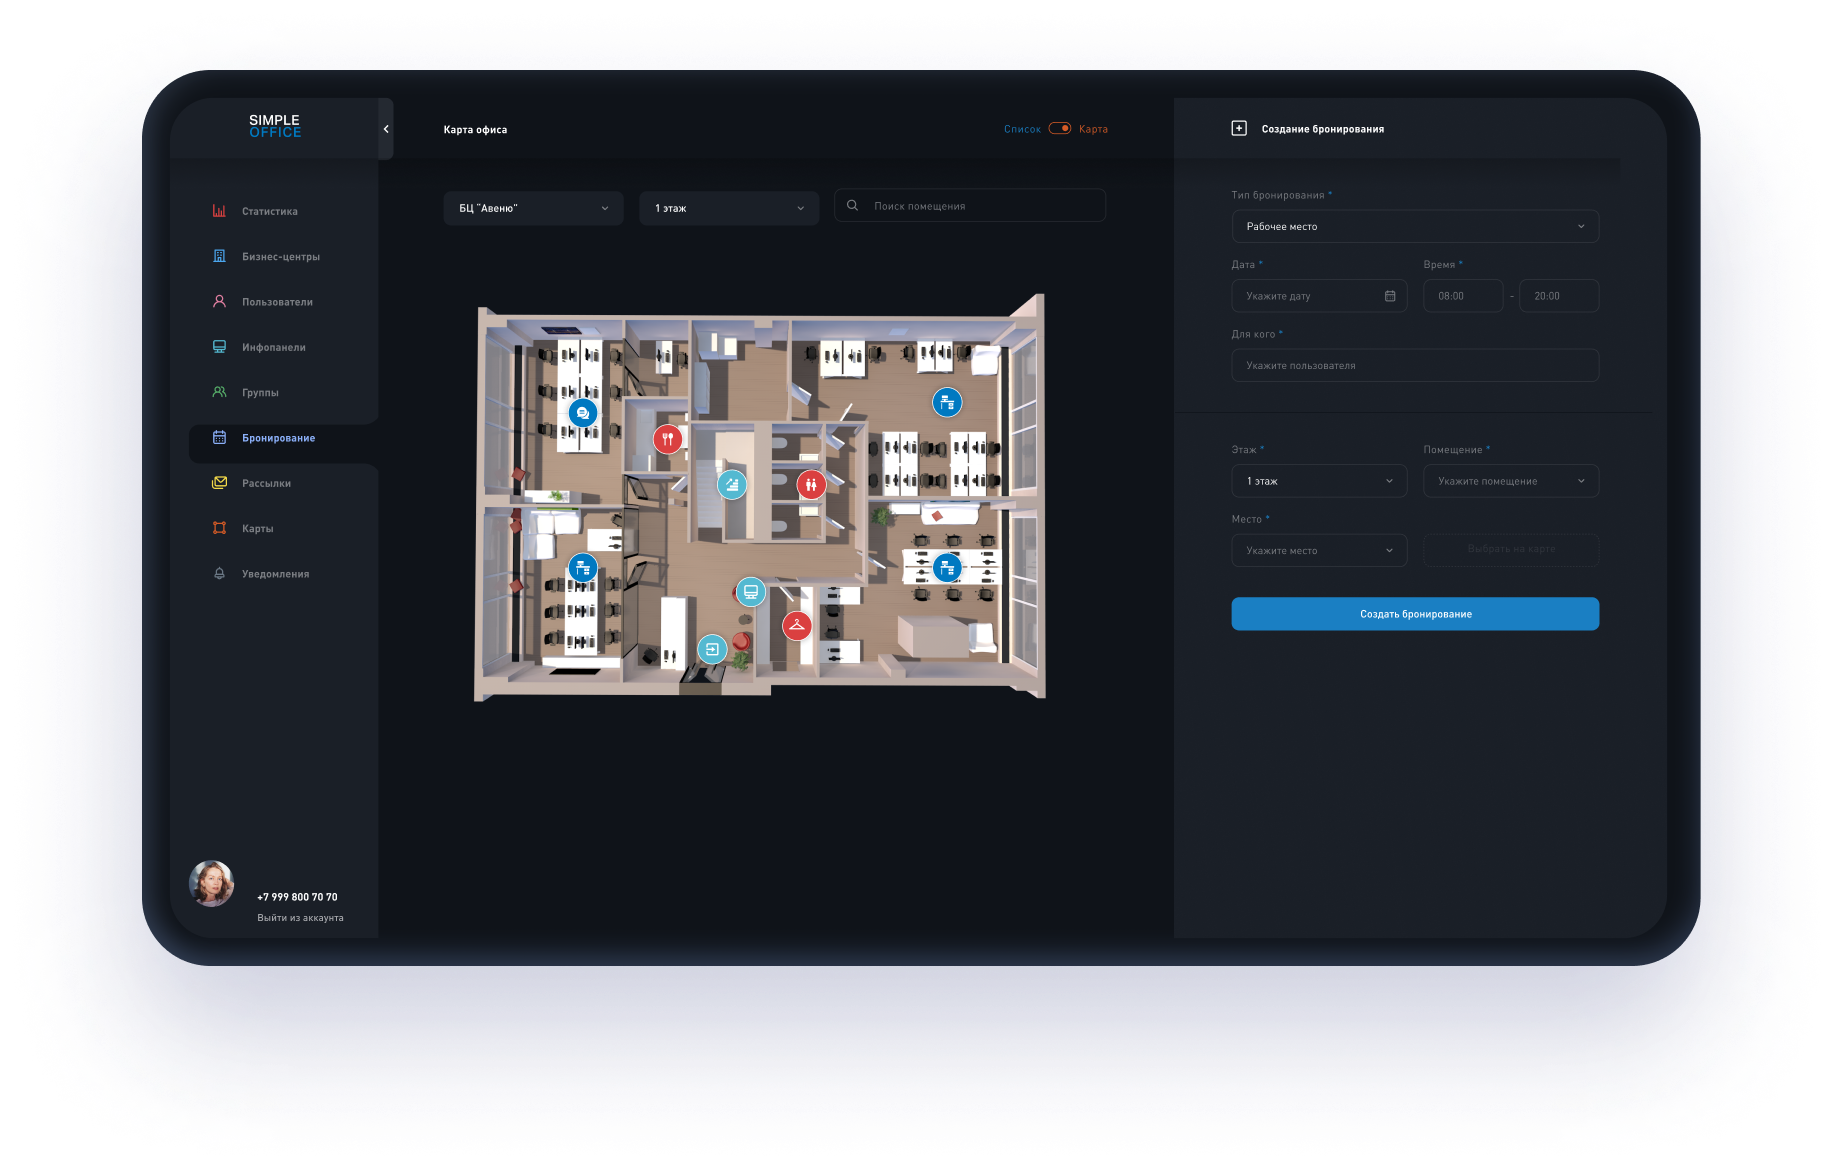 SIMPLE
OFFICE
Статистика
Бизнес-центры
Пользователи
Инфопанели
Группы
Бронирование
Рассылки
Карты
Уведомления
+7 999 800 70 70
Выйти из аккаунта
Карта офиса
Список
Карта
БЦ "Авеню"
1 этаж
Поиск помещения
Создание бронирования
Тип бронирования *
Рабочее место
Дата *
Время *
Укажите дату
08:00 - 20:00
Для кого *
Укажите пользователя
Этаж *
Помещение *
1 этаж
Укажите помещение
Место *
Укажите место
Выбрать на карте
Создать бронирование